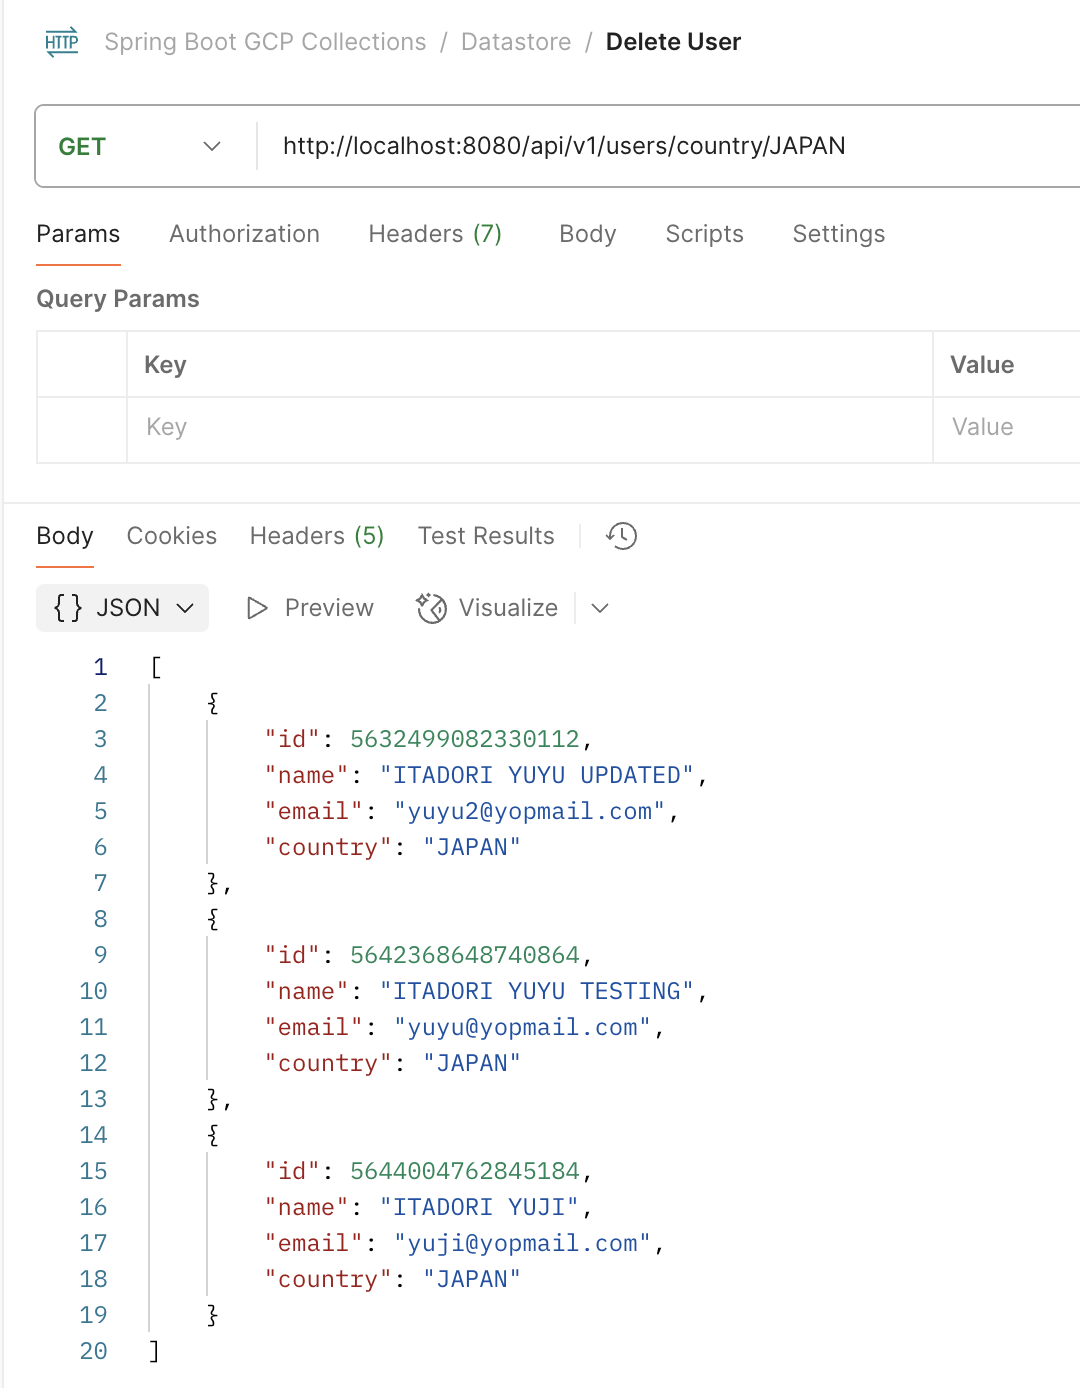 HTTP Spring Boot GCP Collections / Datastore / Delete User
GET http://localhost:8080/api/v1/users/country/JAPAN
Params Authorization Headers (7) Body Scripts Settings
Query Params
Key Value
Key Value
Body Cookies Headers (5) Test Results
{ } JSON Preview Visualize
1 [
2 {
3 "id": 5632499082330112,
4 "name": "ITADORI YUYU UPDATED",
5 "email": "yuyu2@yopmail.com",
6 "country": "JAPAN"
7 },
8 {
9 "id": 5642368648740864,
10 "name": "ITADORI YUYU TESTING",
11 "email": "yuyu@yopmail.com",
12 "country": "JAPAN"
13 },
14 {
15 "id": 5644004762845184,
16 "name": "ITADORI YUJI",
17 "email": "yuji@yopmail.com",
18 "country": "JAPAN"
19 }
20 ]